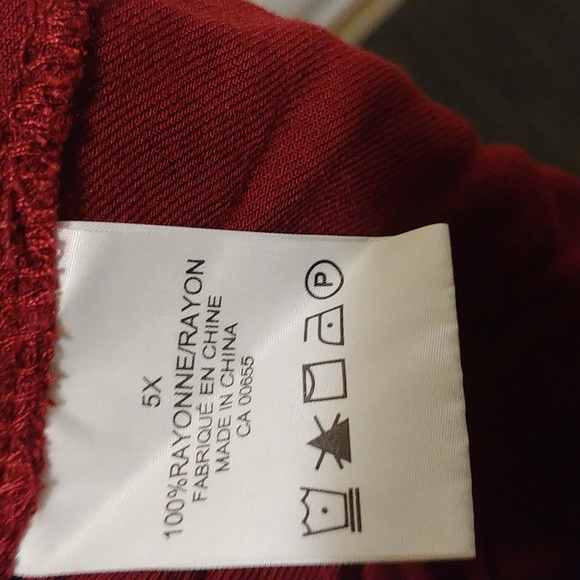 5X
100%RAYONNE/RAYON
FABRIQUÉ EN CHINE
MADE IN CHINA
CA 00655
P